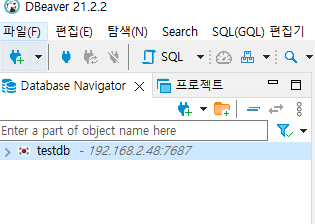 DBeaver 21.2.2
파일(F) 편집(E) 탐색(N) Search SQL(GQL) 편집기
SQL
Database Navigator 프로젝트
Enter a part of object name here
testdb - 192.168.2.48:7687